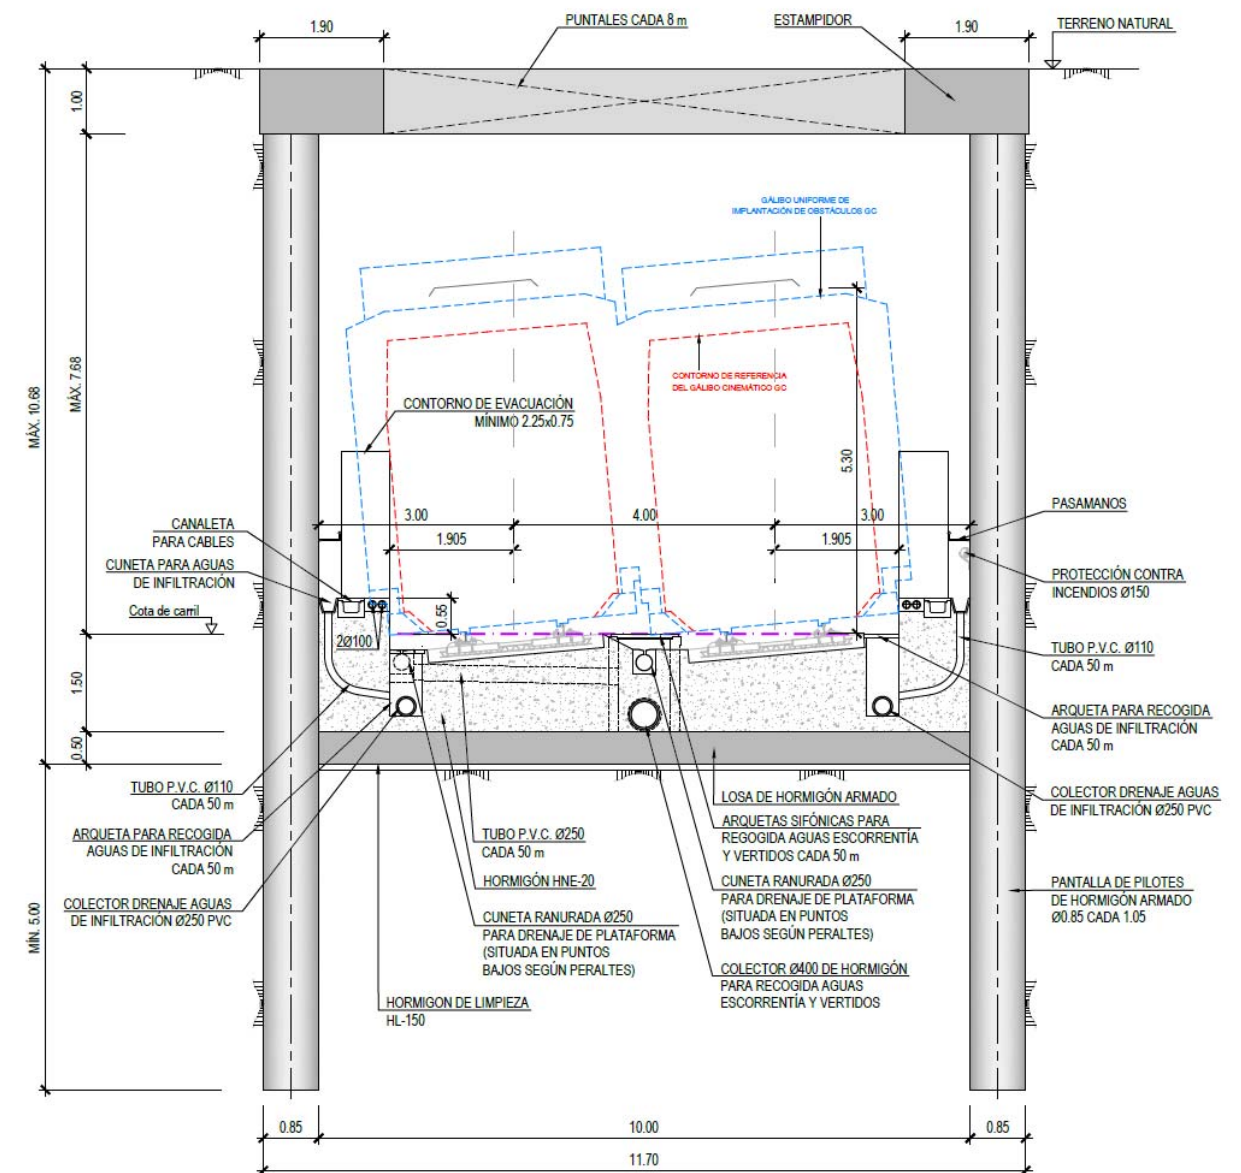 1.90
PUNTALES CADA 8 m
ESTAMPIDOR
1.90
TERRENO NATURAL
1.00
MÁX. 10.68
MÁX. 7.68
GÁLIBO UNIFORME DE
IMPLANTACIÓN DE OBSTÁCULOS GC
CONTORNO DE REFERENCIA
DEL GÁLIBO CINEMÁTICO GC
CONTORNO DE EVACUACIÓN
MÍNIMO 2.25x0.75
5.30
3.00
4.00
3.00
1.905
1.905
CANALETA
PARA CABLES
CUNETA PARA AGUAS
DE INFILTRACIÓN
Cota de carril
2Ø100
0.55
PASAMANOS
PROTECCIÓN CONTRA
INCENDIOS Ø150
TUBO P.V.C. Ø110
CADA 50 m
ARQUETA PARA RECOGIDA
AGUAS DE INFILTRACIÓN
CADA 50 m
COLECTOR DRENAJE AGUAS
DE INFILTRACIÓN Ø250 PVC
PANTALLA DE PILOTES
DE HORMIGÓN ARMADO
Ø0.85 CADA 1.05
1.50
0.50
MÍN. 5.00
TUBO P.V.C. Ø110
CADA 50 m
ARQUETA PARA RECOGIDA
AGUAS DE INFILTRACIÓN
CADA 50 m
COLECTOR DRENAJE AGUAS
DE INFILTRACIÓN Ø250 PVC
TUBO P.V.C. Ø250
CADA 50 m
HORMIGÓN HNE-20
CUNETA RANURADA Ø250
PARA DRENAJE DE PLATAFORMA
(SITUADA EN PUNTOS
BAJOS SEGÚN PERALTES)
HORMIGON DE LIMPIEZA
HL-150
LOSA DE HORMIGÓN ARMADO
ARQUETAS SIFÓNICAS PARA
REGOGIDA AGUAS ESCORRENTÍA
Y VERTIDOS CADA 50 m
CUNETA RANURADA Ø250
PARA DRENAJE DE PLATAFORMA
(SITUADA EN PUNTOS
BAJOS SEGÚN PERALTES)
COLECTOR Ø400 DE HORMIGÓN
PARA RECOGIDA AGUAS
ESCORRENTÍA Y VERTIDOS
0.85
10.00
0.85
11.70